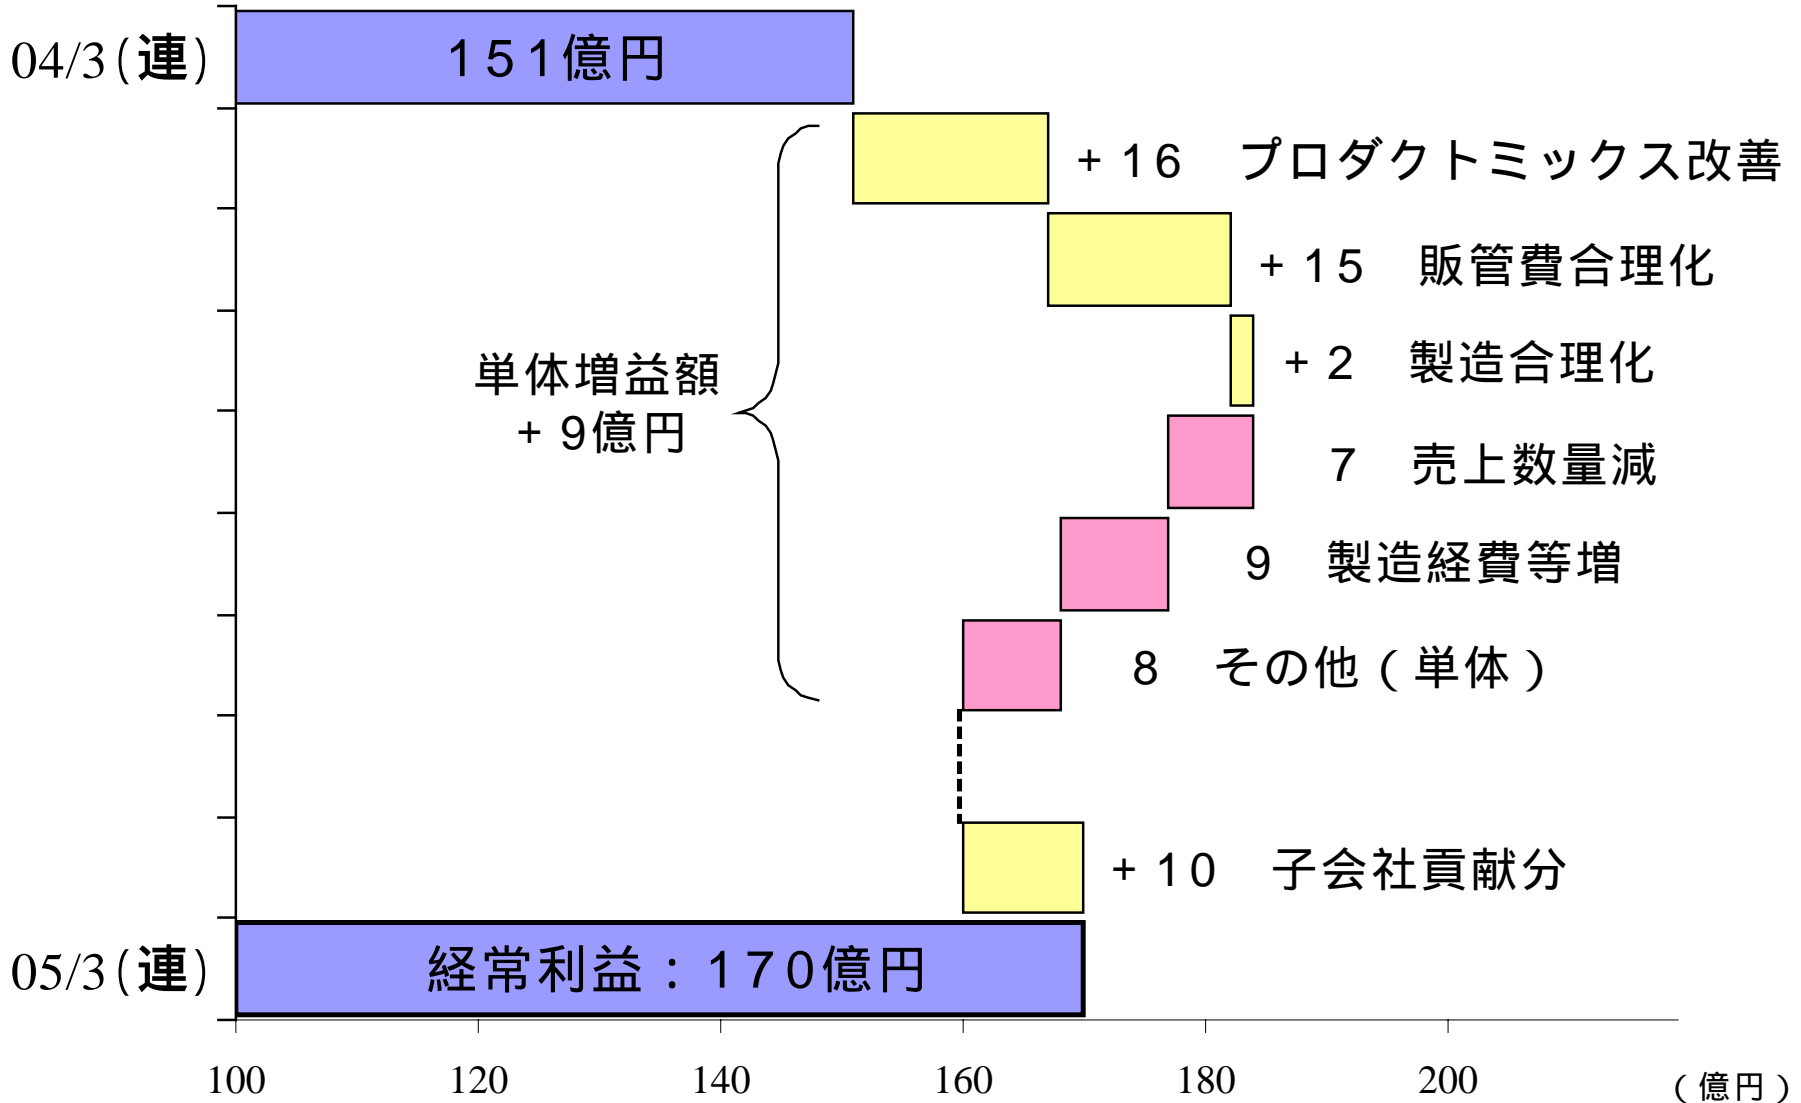 04/3(連)
151億円
+16 プロダクトミックス改善
+15 販管費合理化
+2 製造合理化
単体増益額
+9億円
7 売上数量減
9 製造経費等増
8 その他(単体)
+10 子会社貢献分
05/3(連)
経常利益:170億円
100 120 140 160 180 200 (億円)